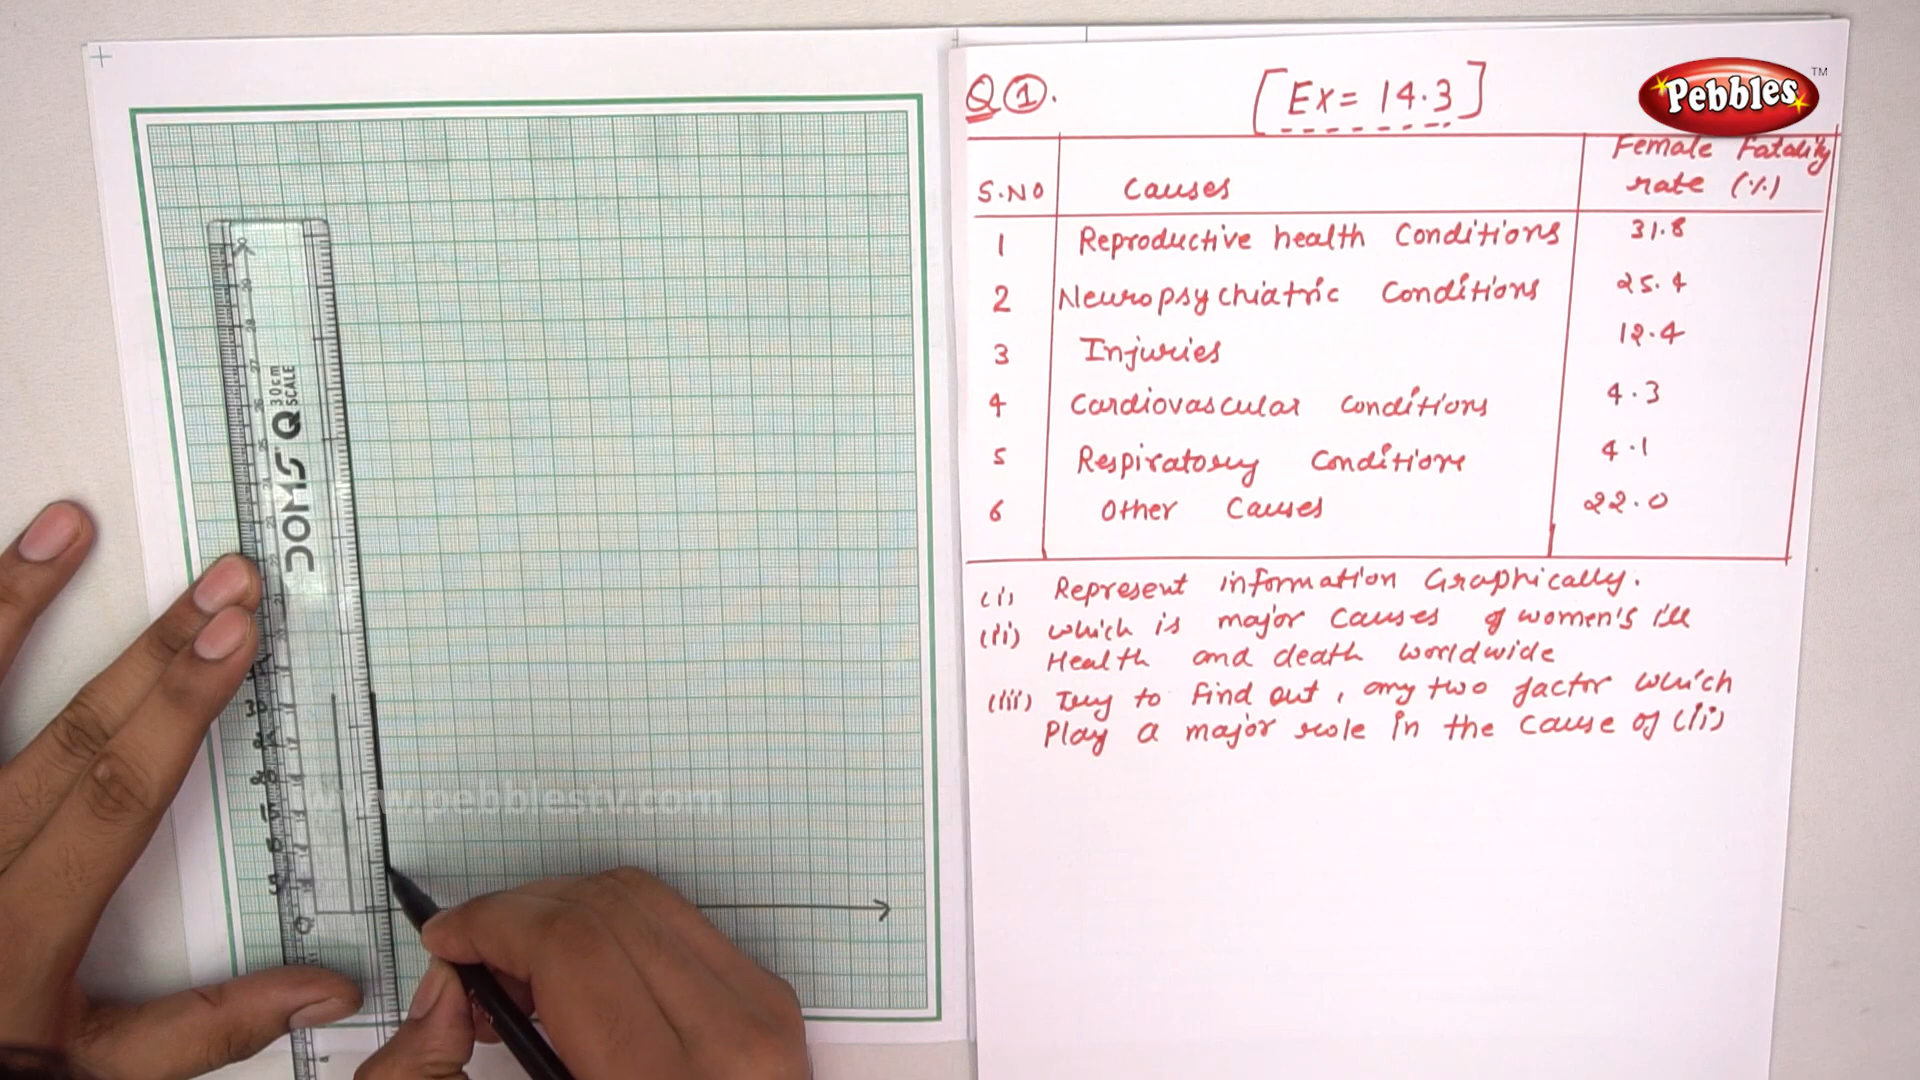 Q 1.
[Ex = 14.3]
Pebbles TM
S.NO Causes Female Fatality rate (%)
1 Reproductive health Conditions 31.8
2 Neuropsychiatric Conditions 25.4
3 Injuries 12.4
4 Cardiovascular Conditions 4.3
5 Respiratory Conditions 4.1
6 Other Causes 22.0
(i) Represent information Graphically.
(ii) which is major Causes of women's ill
Health and death worldwide
(iii) Try to find out, any two factor which
Play a major role in the cause of (ii)
DOMS Q 30cm SCALE
www.pebblestv.com